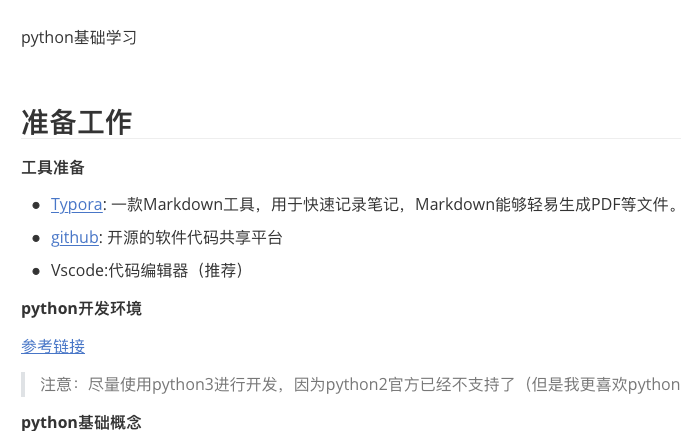 python基础学习
准备工作
工具准备
Typora: 一款Markdown工具，用于快速记录笔记，Markdown能够轻易生成PDF等文件。
github: 开源的软件代码共享平台
Vscode:代码编辑器（推荐）
python开发环境
参考链接
注意：尽量使用python3进行开发，因为python2官方已经不支持了（但是我更喜欢python
python基础概念